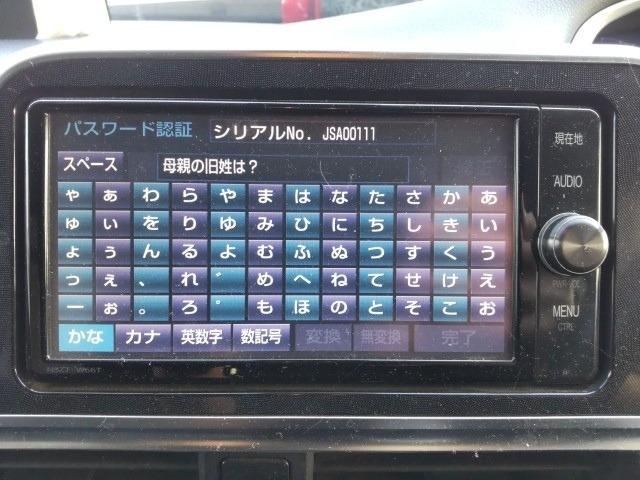 パスワード認証 シリアルNo. JSA00111
スペース 母親の旧姓は?
ゃ ぁ わ ら や ま は な た さ か あ
ゅ ぃ を り ゆ み ひ に ち し き い
ょ ぅ ん る よ む ふ ぬ つ す く う
っ ぇ 、 れ ゛ め へ ね て せ け え
ー ぉ 。 ろ ゜ も ほ の と そ こ お
かな カナ 英数字 数記号 変換 無変換 完了
現在地
AUDIO
PWR·VOL
MENU
CTRL
NSZT-W66T